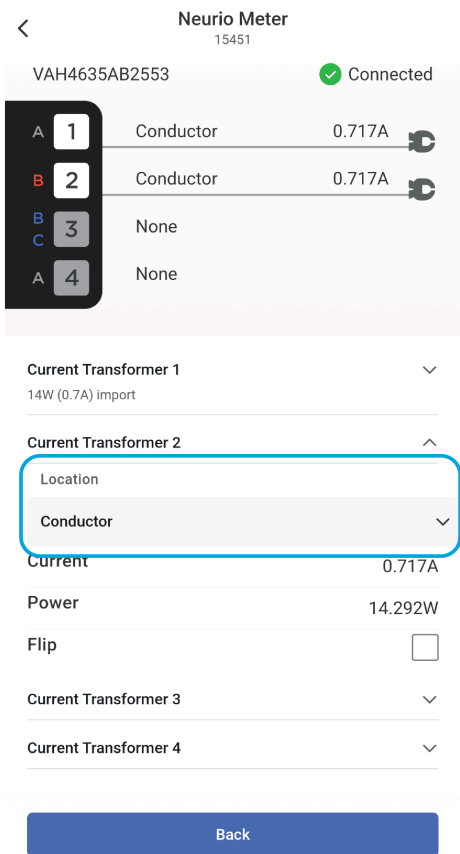 Neurio Meter
15451
VAH4635AB2553 Connected
A 1 Conductor 0.717A
B 2 Conductor 0.717A
B
C 3 None
A 4 None
Current Transformer 1
14W (0.7A) import
Current Transformer 2
Location
Conductor
Current 0.717A
Power 14.292W
Flip
Current Transformer 3
Current Transformer 4
Back